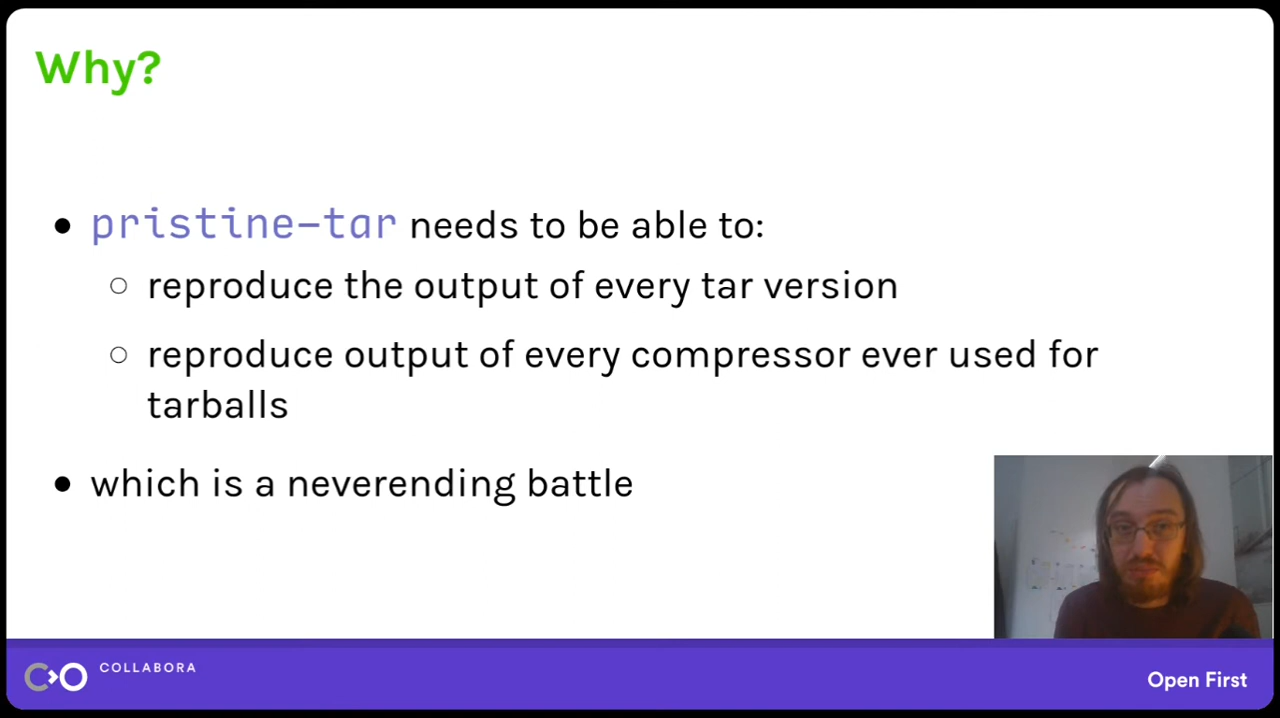 Why?
● pristine-tar needs to be able to:
○ reproduce the output of every tar version
○ reproduce output of every compressor ever used for
tarballs
● which is a neverending battle
COLLABORA
Open First